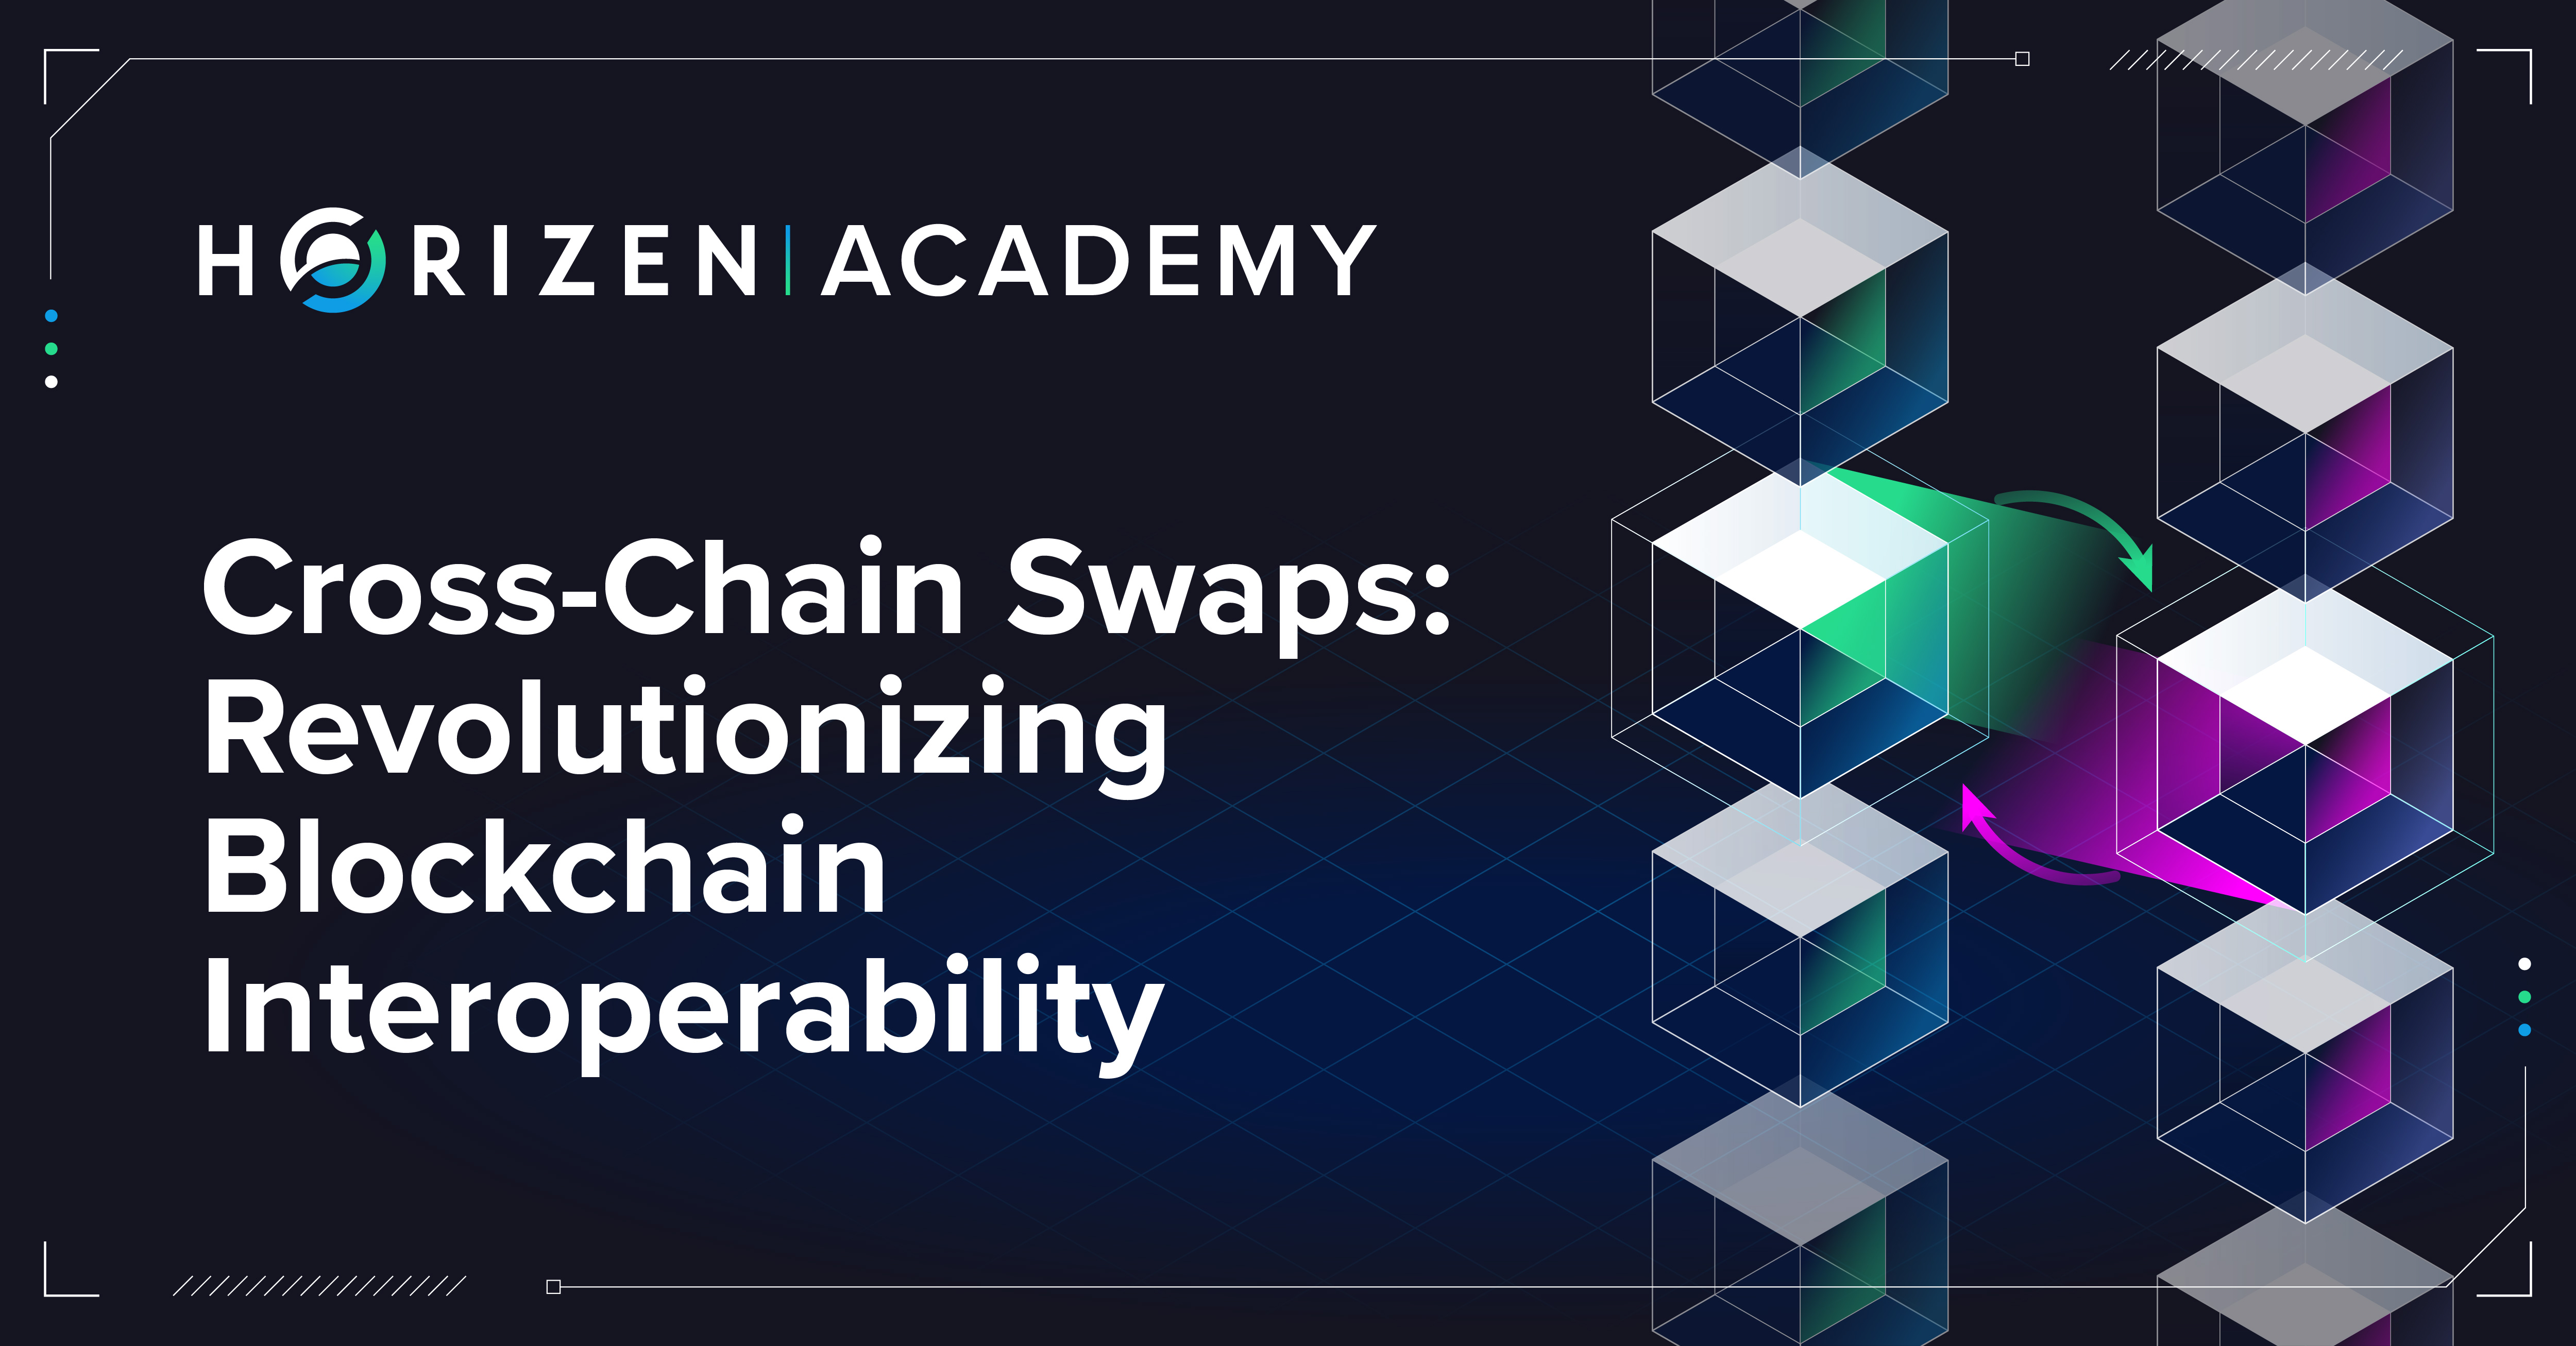 HORIZEN | ACADEMY
Cross-Chain Swaps:
Revolutionizing
Blockchain
Interoperability